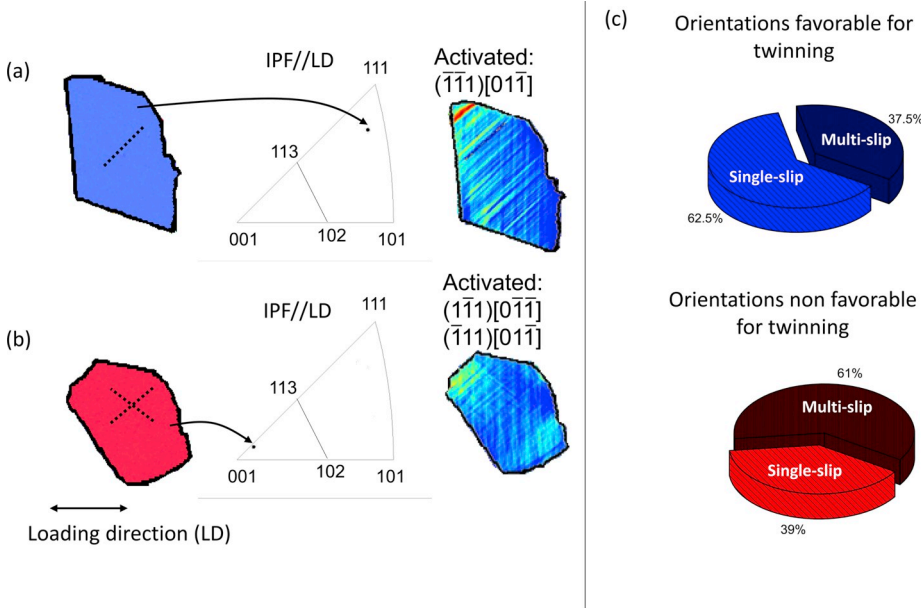 (a)
IPF//LD
111
113
001
102
101
Activated:
(1̅1̅1)[011̅]
(b)
IPF//LD
111
113
001
102
101
Activated:
(11̅1)[01̅1̅]
(1̅11)[011̅]
Loading direction (LD)
(c)
Orientations favorable for
twinning
37.5%
Multi-slip
Single-slip
62.5%
Orientations non favorable
for twinning
61%
Multi-slip
Single-slip
39%